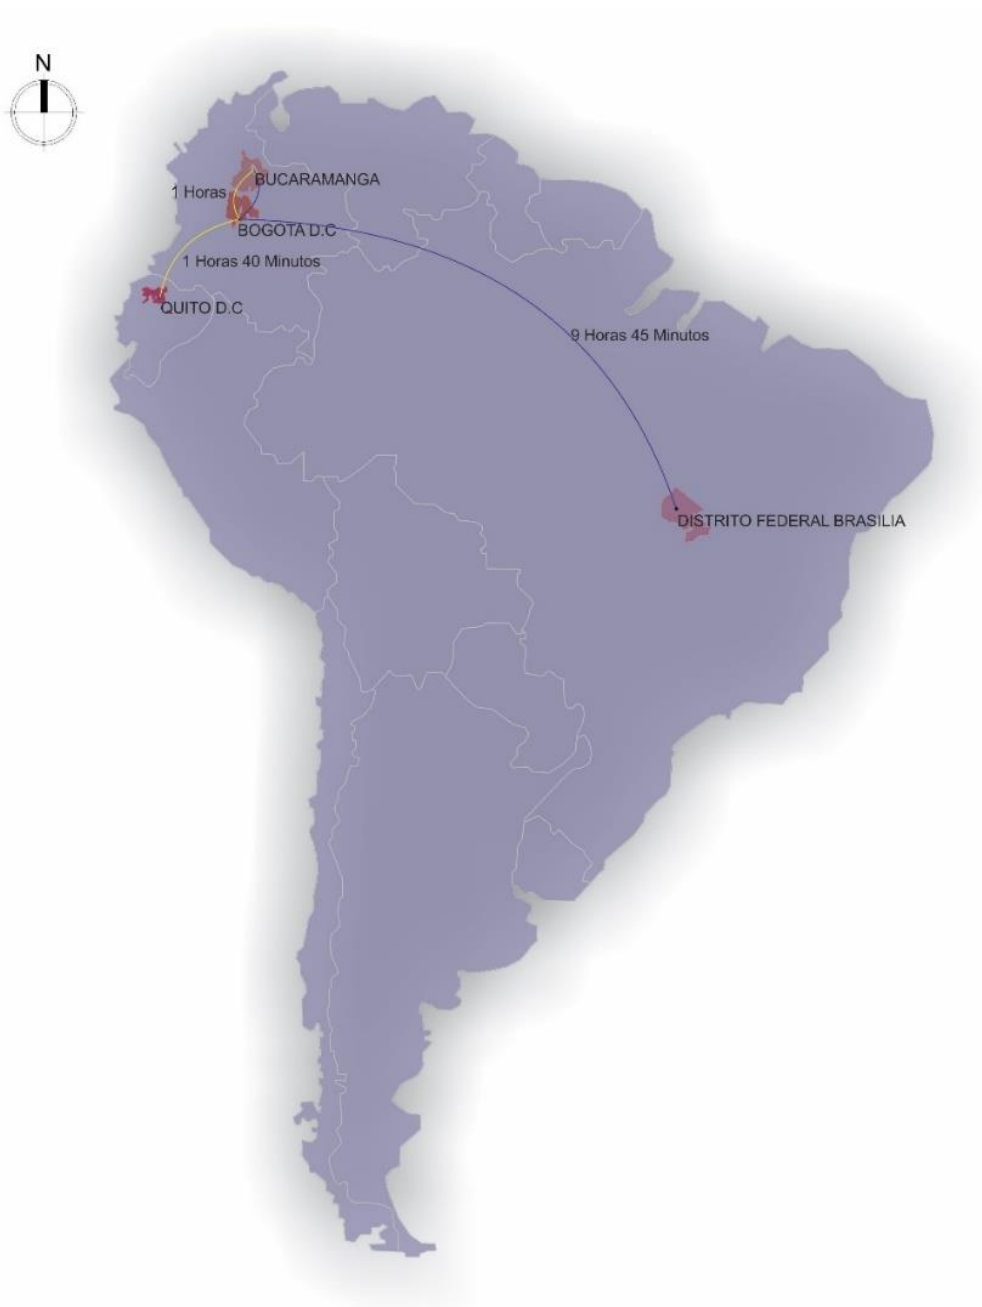 N
BUCARAMANGA
1 Horas
BOGOTA D.C
1 Horas 40 Minutos
QUITO D.C
9 Horas 45 Minutos
DISTRITO FEDERAL BRASILIA